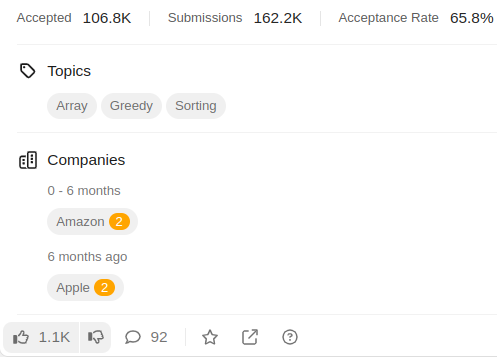 Accepted 106.8K Submissions 162.2K Acceptance Rate 65.8%
Topics
Array Greedy Sorting
Companies
0 - 6 months
Amazon 2
6 months ago
Apple 2
1.1K 92